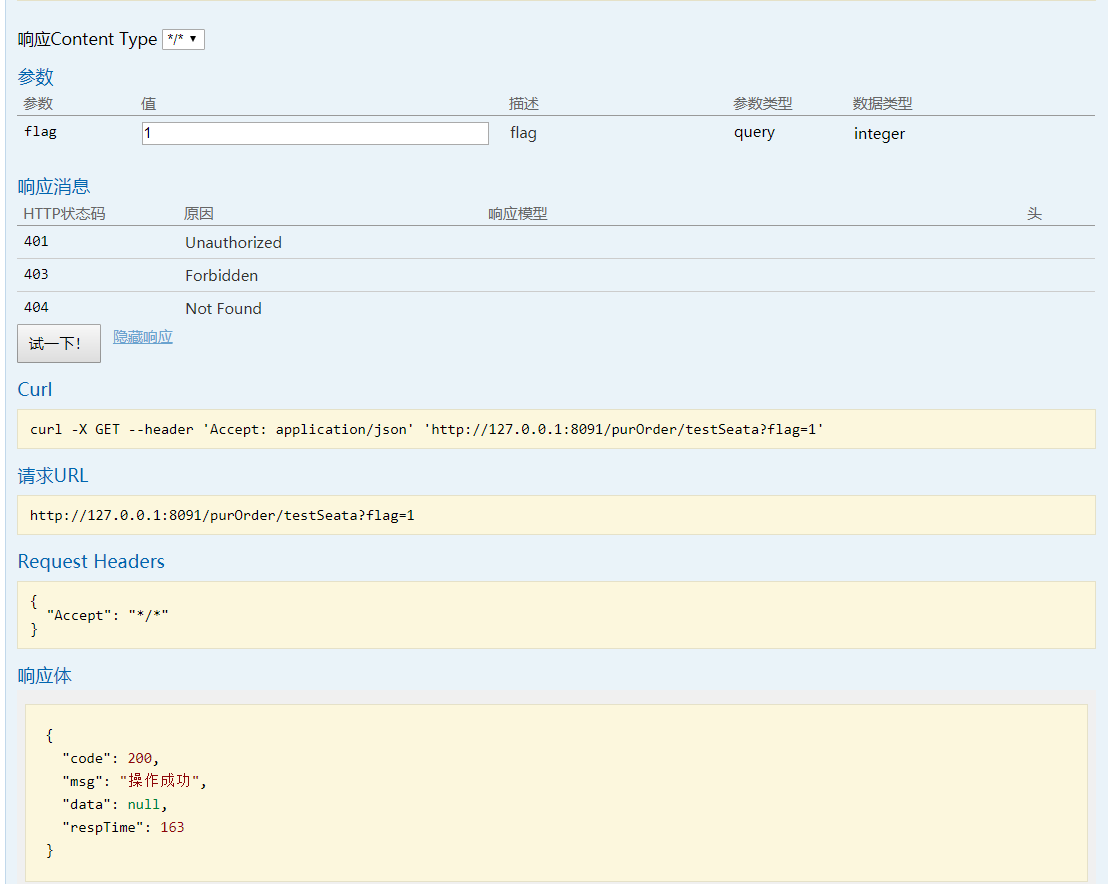 响应Content Type */* ▼
参数
参数 值 描述 参数类型 数据类型
flag 1 flag query integer
响应消息
HTTP状态码 原因 响应模型 头
401 Unauthorized
403 Forbidden
404 Not Found
试一下! 隐藏响应
Curl
curl -X GET --header 'Accept: application/json' 'http://127.0.0.1:8091/purOrder/testSeata?flag=1'
请求URL
http://127.0.0.1:8091/purOrder/testSeata?flag=1
Request Headers
{
"Accept": "*/*"
}
响应体
{
"code": 200,
"msg": "操作成功",
"data": null,
"respTime": 163
}